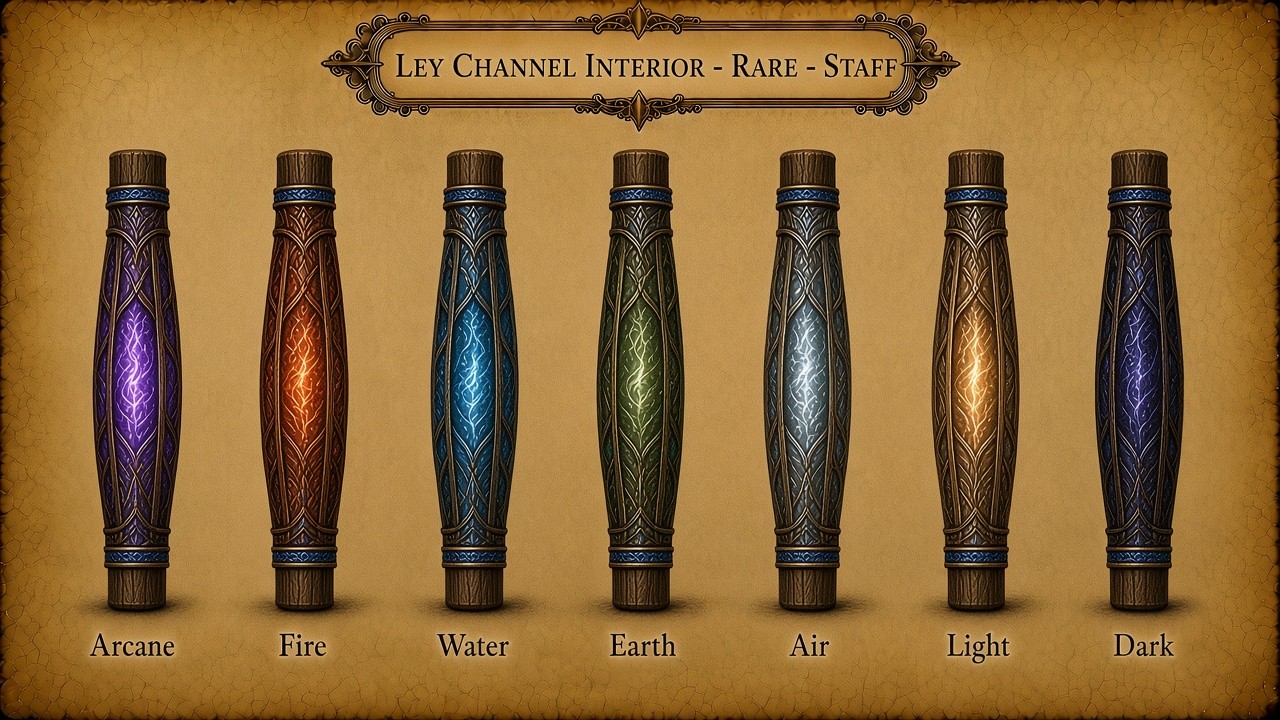 Ley Channel Interior - Rare - Staff
Arcane
Fire
Water
Earth
Air
Light
Dark